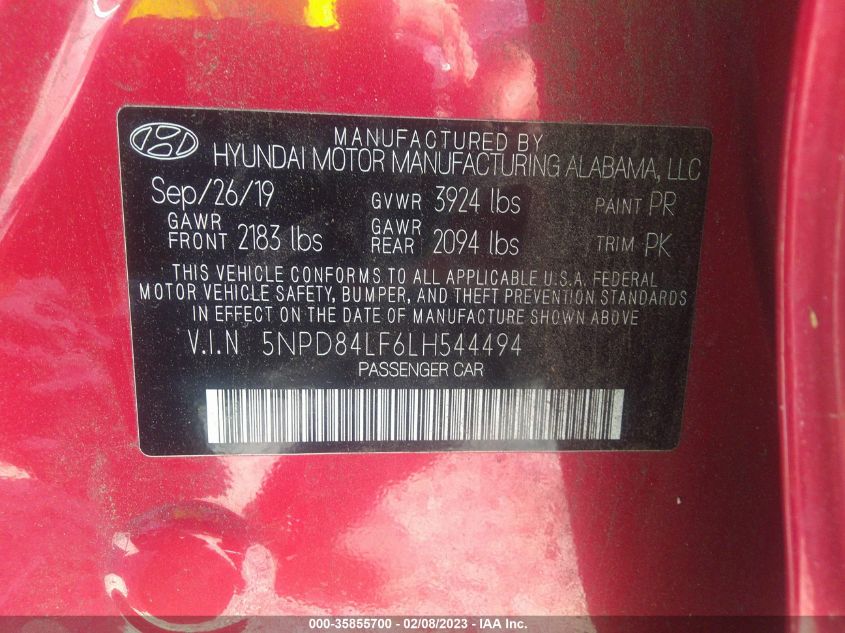 MANUFACTURED BY
HYUNDAI MOTOR MANUFACTURING ALABAMA, LLC
Sep/26/19 GVWR 3924 lbs PAINT PR
GAWR FRONT 2183 lbs GAWR REAR 2094 lbs TRIM PK
THIS VEHICLE CONFORMS TO ALL APPLICABLE U.S.A. FEDERAL
MOTOR VEHICLE SAFETY, BUMPER, AND THEFT PREVENTION STANDARDS
IN EFFECT ON THE DATE OF MANUFACTURE SHOWN ABOVE.
V.I.N 5NPD84LF6LH544494
PASSENGER CAR
000-35855700 - 02/08/2023 - IAA Inc.